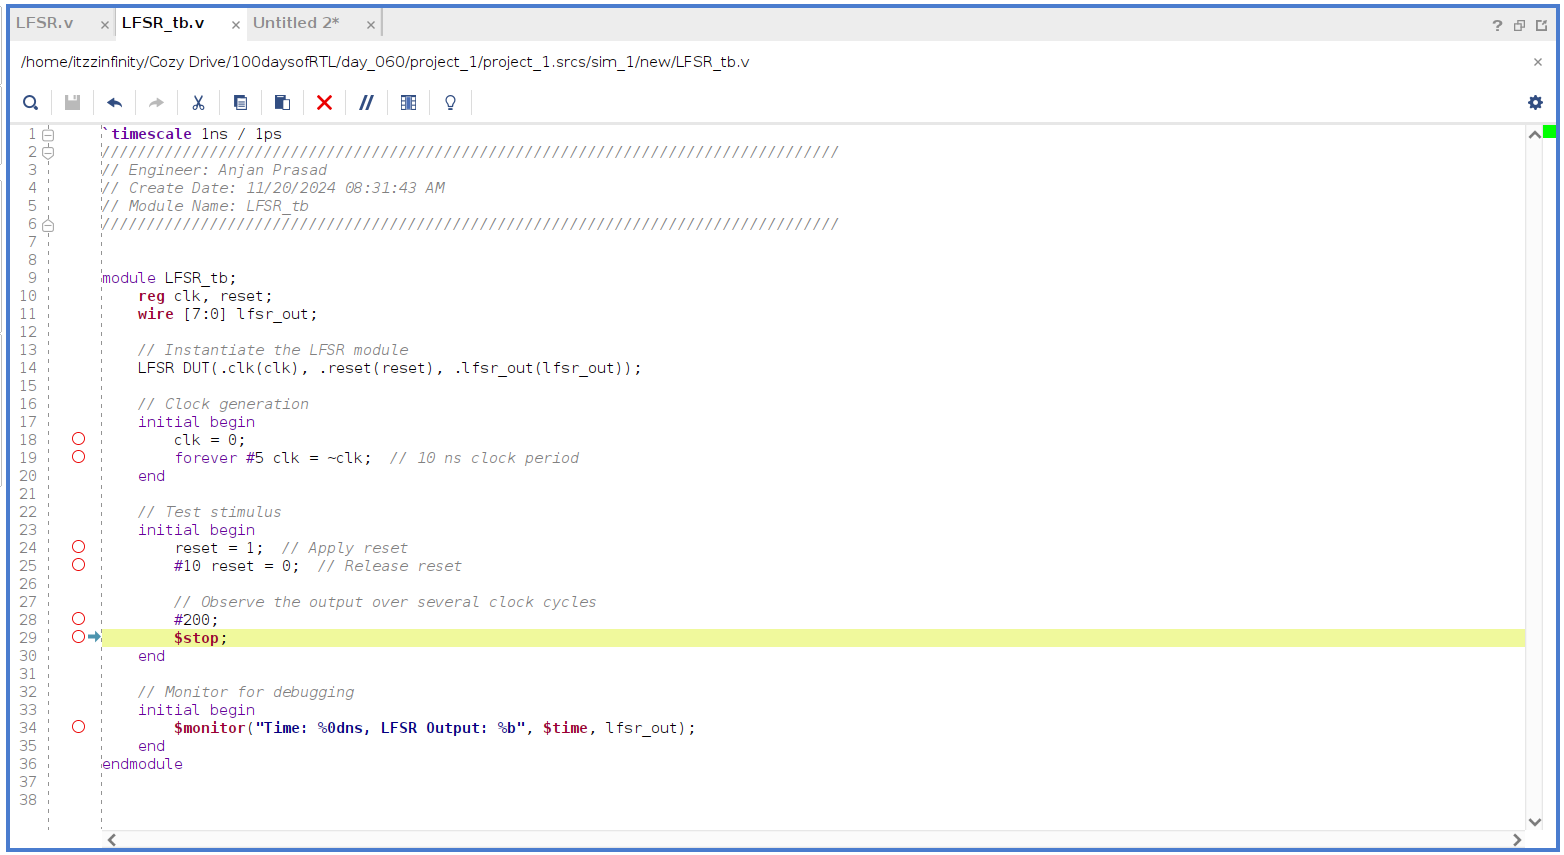 LFSR.v × LFSR_tb.v × Untitled 2* × ?
/home/itzzinfinity/Cozy Drive/100daysofRTL/day_060/project_1/project_1.srcs/sim_1/new/LFSR_tb.v ×
1 `timescale 1ns / 1ps
2 //////////////////////////////////////////////////////////////////////////////////
3 // Engineer: Anjan Prasad
4 // Create Date: 11/20/2024 08:31:43 AM
5 // Module Name: LFSR_tb
6 //////////////////////////////////////////////////////////////////////////////////
7
8
9 module LFSR_tb;
10     reg clk, reset;
11     wire [7:0] lfsr_out;
12
13     // Instantiate the LFSR module
14     LFSR DUT(.clk(clk), .reset(reset), .lfsr_out(lfsr_out));
15
16     // Clock generation
17     initial begin
18         clk = 0;
19         forever #5 clk = ~clk;  // 10 ns clock period
20     end
21
22     // Test stimulus
23     initial begin
24         reset = 1;  // Apply reset
25         #10 reset = 0;  // Release reset
26
27         // Observe the output over several clock cycles
28         #200;
29         $stop;
30     end
31
32     // Monitor for debugging
33     initial begin
34         $monitor("Time: %0dns, LFSR Output: %b", $time, lfsr_out);
35     end
36 endmodule
37
38